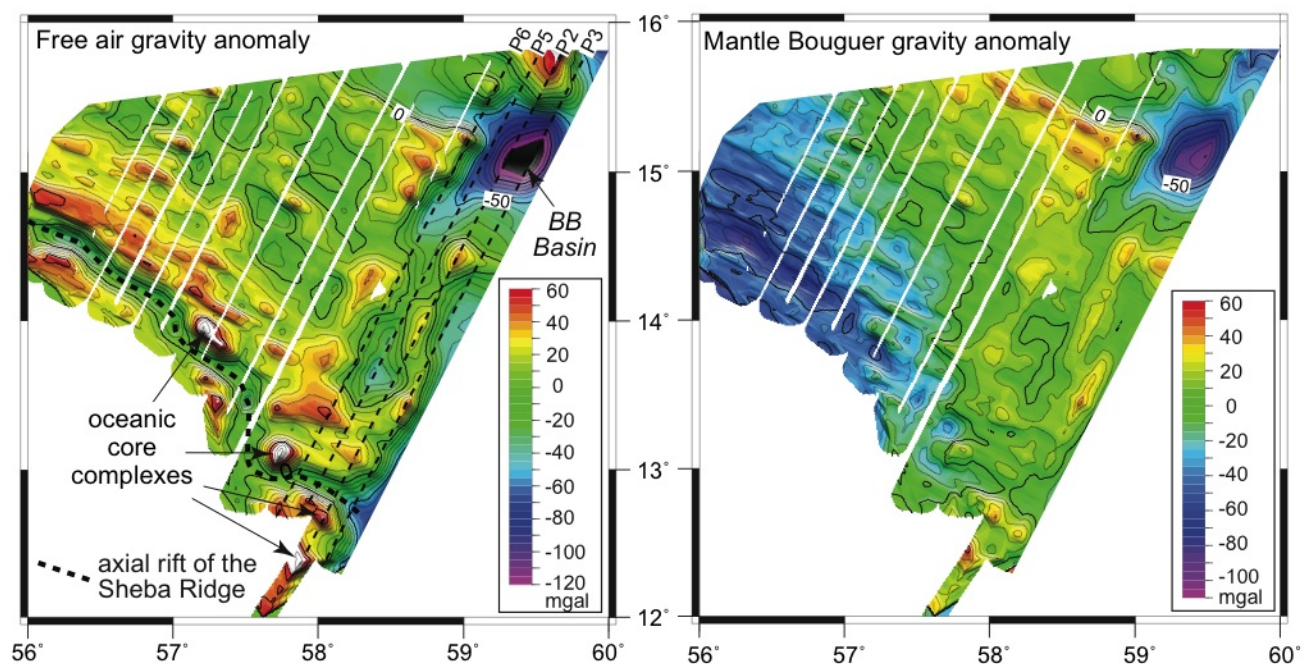 Free air gravity anomaly
P6
P5
P2
P3
0
-50
BB
Basin
oceanic
core
complexes
0
axial rift of the
Sheba Ridge
60
40
20
0
-20
-40
-60
-80
-100
-120
mgal
56˚
57˚
58˚
59˚
60˚
16˚
15˚
14˚
13˚
12˚
Mantle Bouguer gravity anomaly
0
-50
60
40
20
0
-20
-40
-60
-80
-100
mgal
56˚
57˚
58˚
59˚
60˚